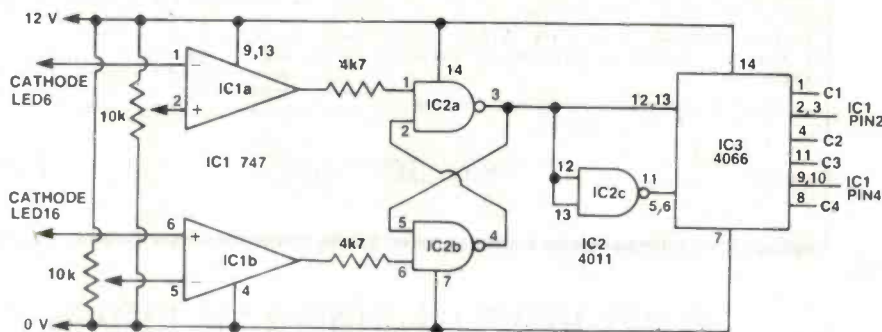 12 V
9,13
14
14
CATHODE
LED6
1
−
2
+
IC1a
4k7
1
2
IC2a
3
12,13
10k
IC1 747
IC3
4066
1
C1
2, 3
IC1
PIN2
4
C2
11
C3
9, 10
IC1
PIN4
8
C4
12
13
IC2c
11
5,6
CATHODE
LED16
6
+
5
−
IC1b
4k7
5
6
IC2b
4
IC2
4011
7
10k
4
7
0 V